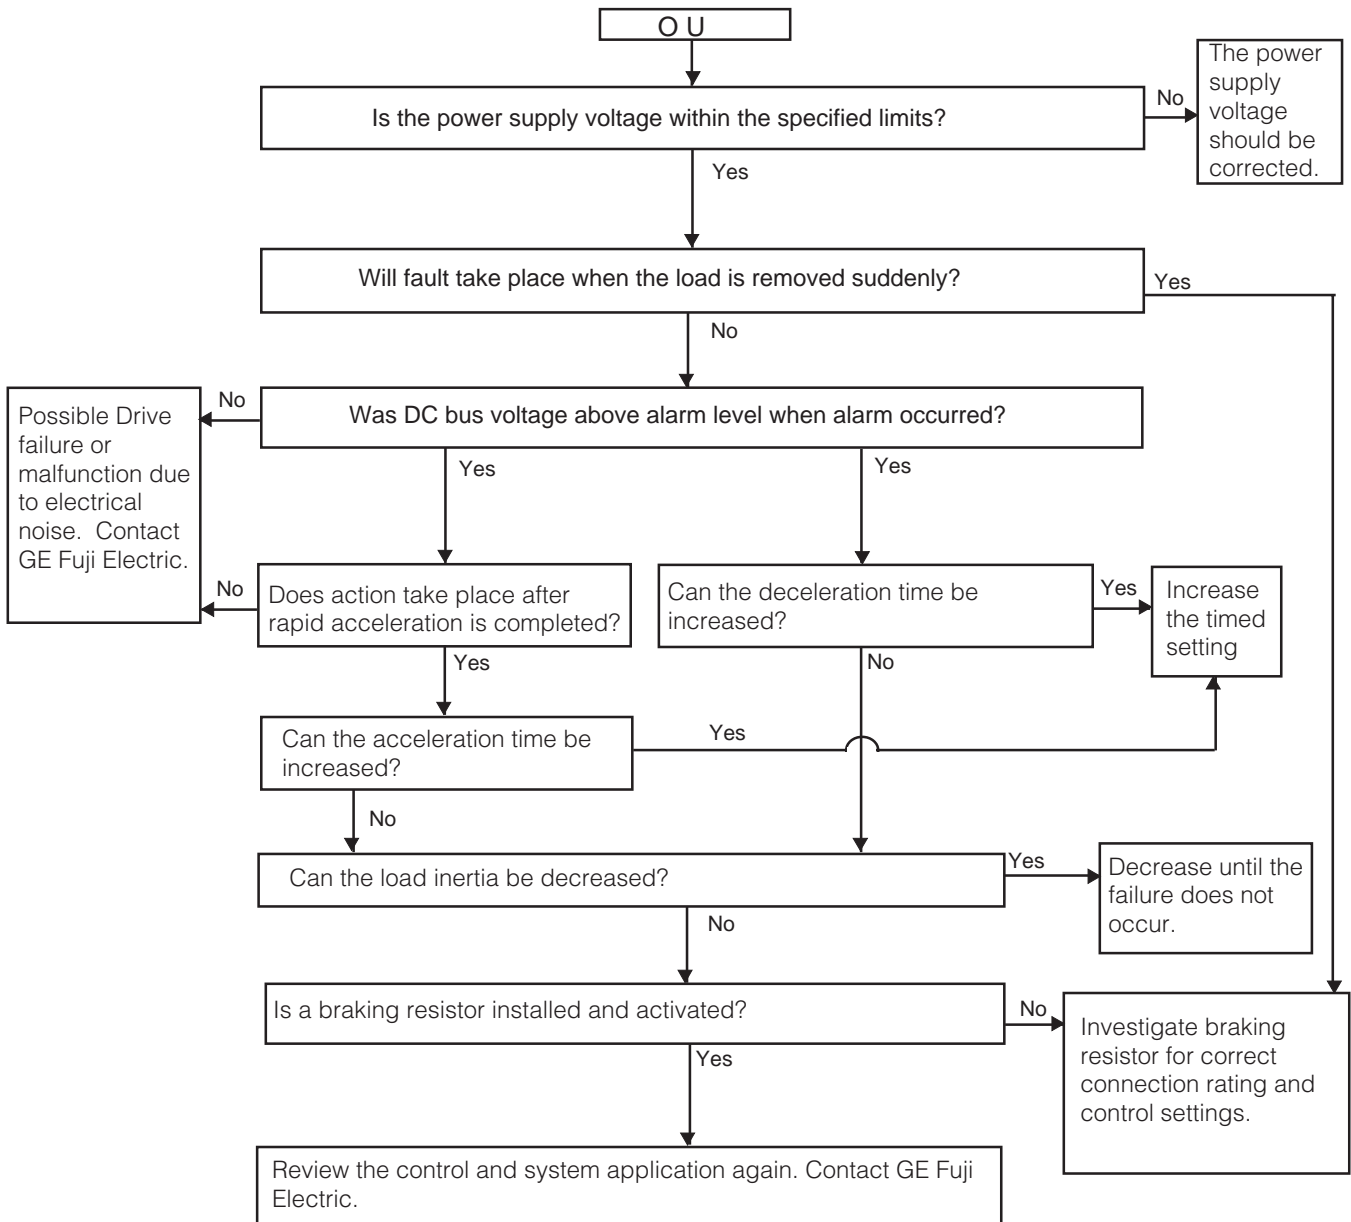 O U
The power
supply
voltage
should be
corrected.
No
Is the power supply voltage within the specified limits?
Yes
Will fault take place when the load is removed suddenly?
Yes
No
Possible Drive
failure or
malfunction due
to electrical
noise. Contact
GE Fuji Electric.
No
Was DC bus voltage above alarm level when alarm occurred?
Yes
Yes
No
Does action take place after
rapid acceleration is completed?
Can the deceleration time be
increased?
Yes
Increase
the timed
setting
Yes
No
Can the acceleration time be
increased?
Yes
No
Can the load inertia be decreased?
Yes
Decrease until the
failure does not
occur.
No
Is a braking resistor installed and activated?
No
Investigate braking
resistor for correct
connection rating and
control settings.
Yes
Review the control and system application again. Contact GE Fuji
Electric.